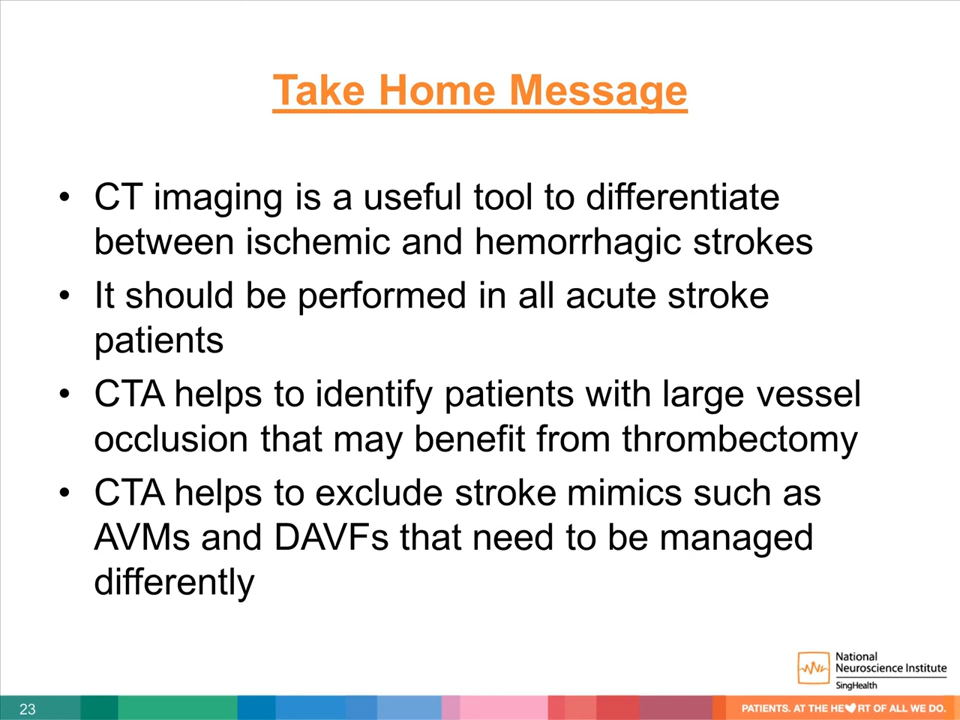 Take Home Message
• CT imaging is a useful tool to differentiate
between ischemic and hemorrhagic strokes
• It should be performed in all acute stroke
patients
• CTA helps to identify patients with large vessel
occlusion that may benefit from thrombectomy
• CTA helps to exclude stroke mimics such as
AVMs and DAVFs that need to be managed
differently
National
Neuroscience Institute
SingHealth
23
PATIENTS. AT THE HE♥RT OF ALL WE DO.